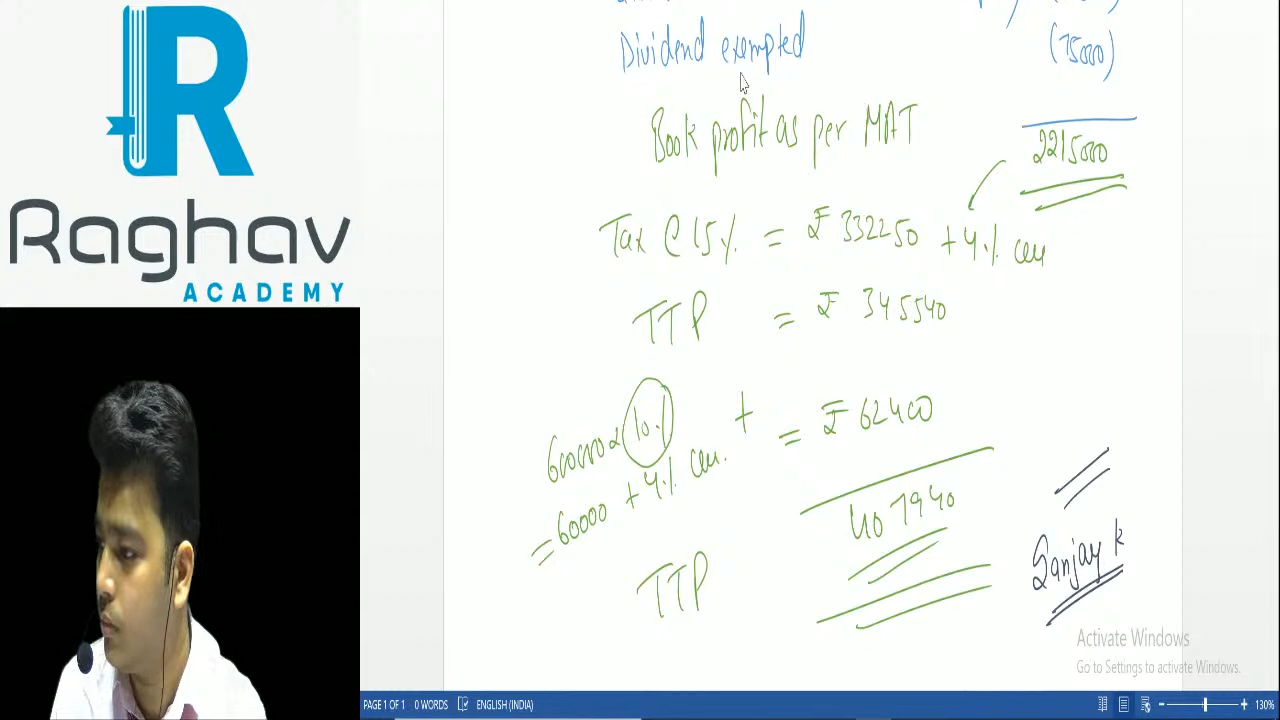 Raghav
ACADEMY
Dividend exempted (75000)
Book profit as per MAT 2215000
Tax @ 15% = ₹ 332250 + 4% cess
TTP = ₹ 345540
600000 x 10% + = ₹ 62400
= 60000 + 4% cess.
407940
TTP
Sanjay k
Activate Windows
Go to Settings to activate Windows.
PAGE 1 OF 1 0 WORDS ENGLISH (INDIA) 130%